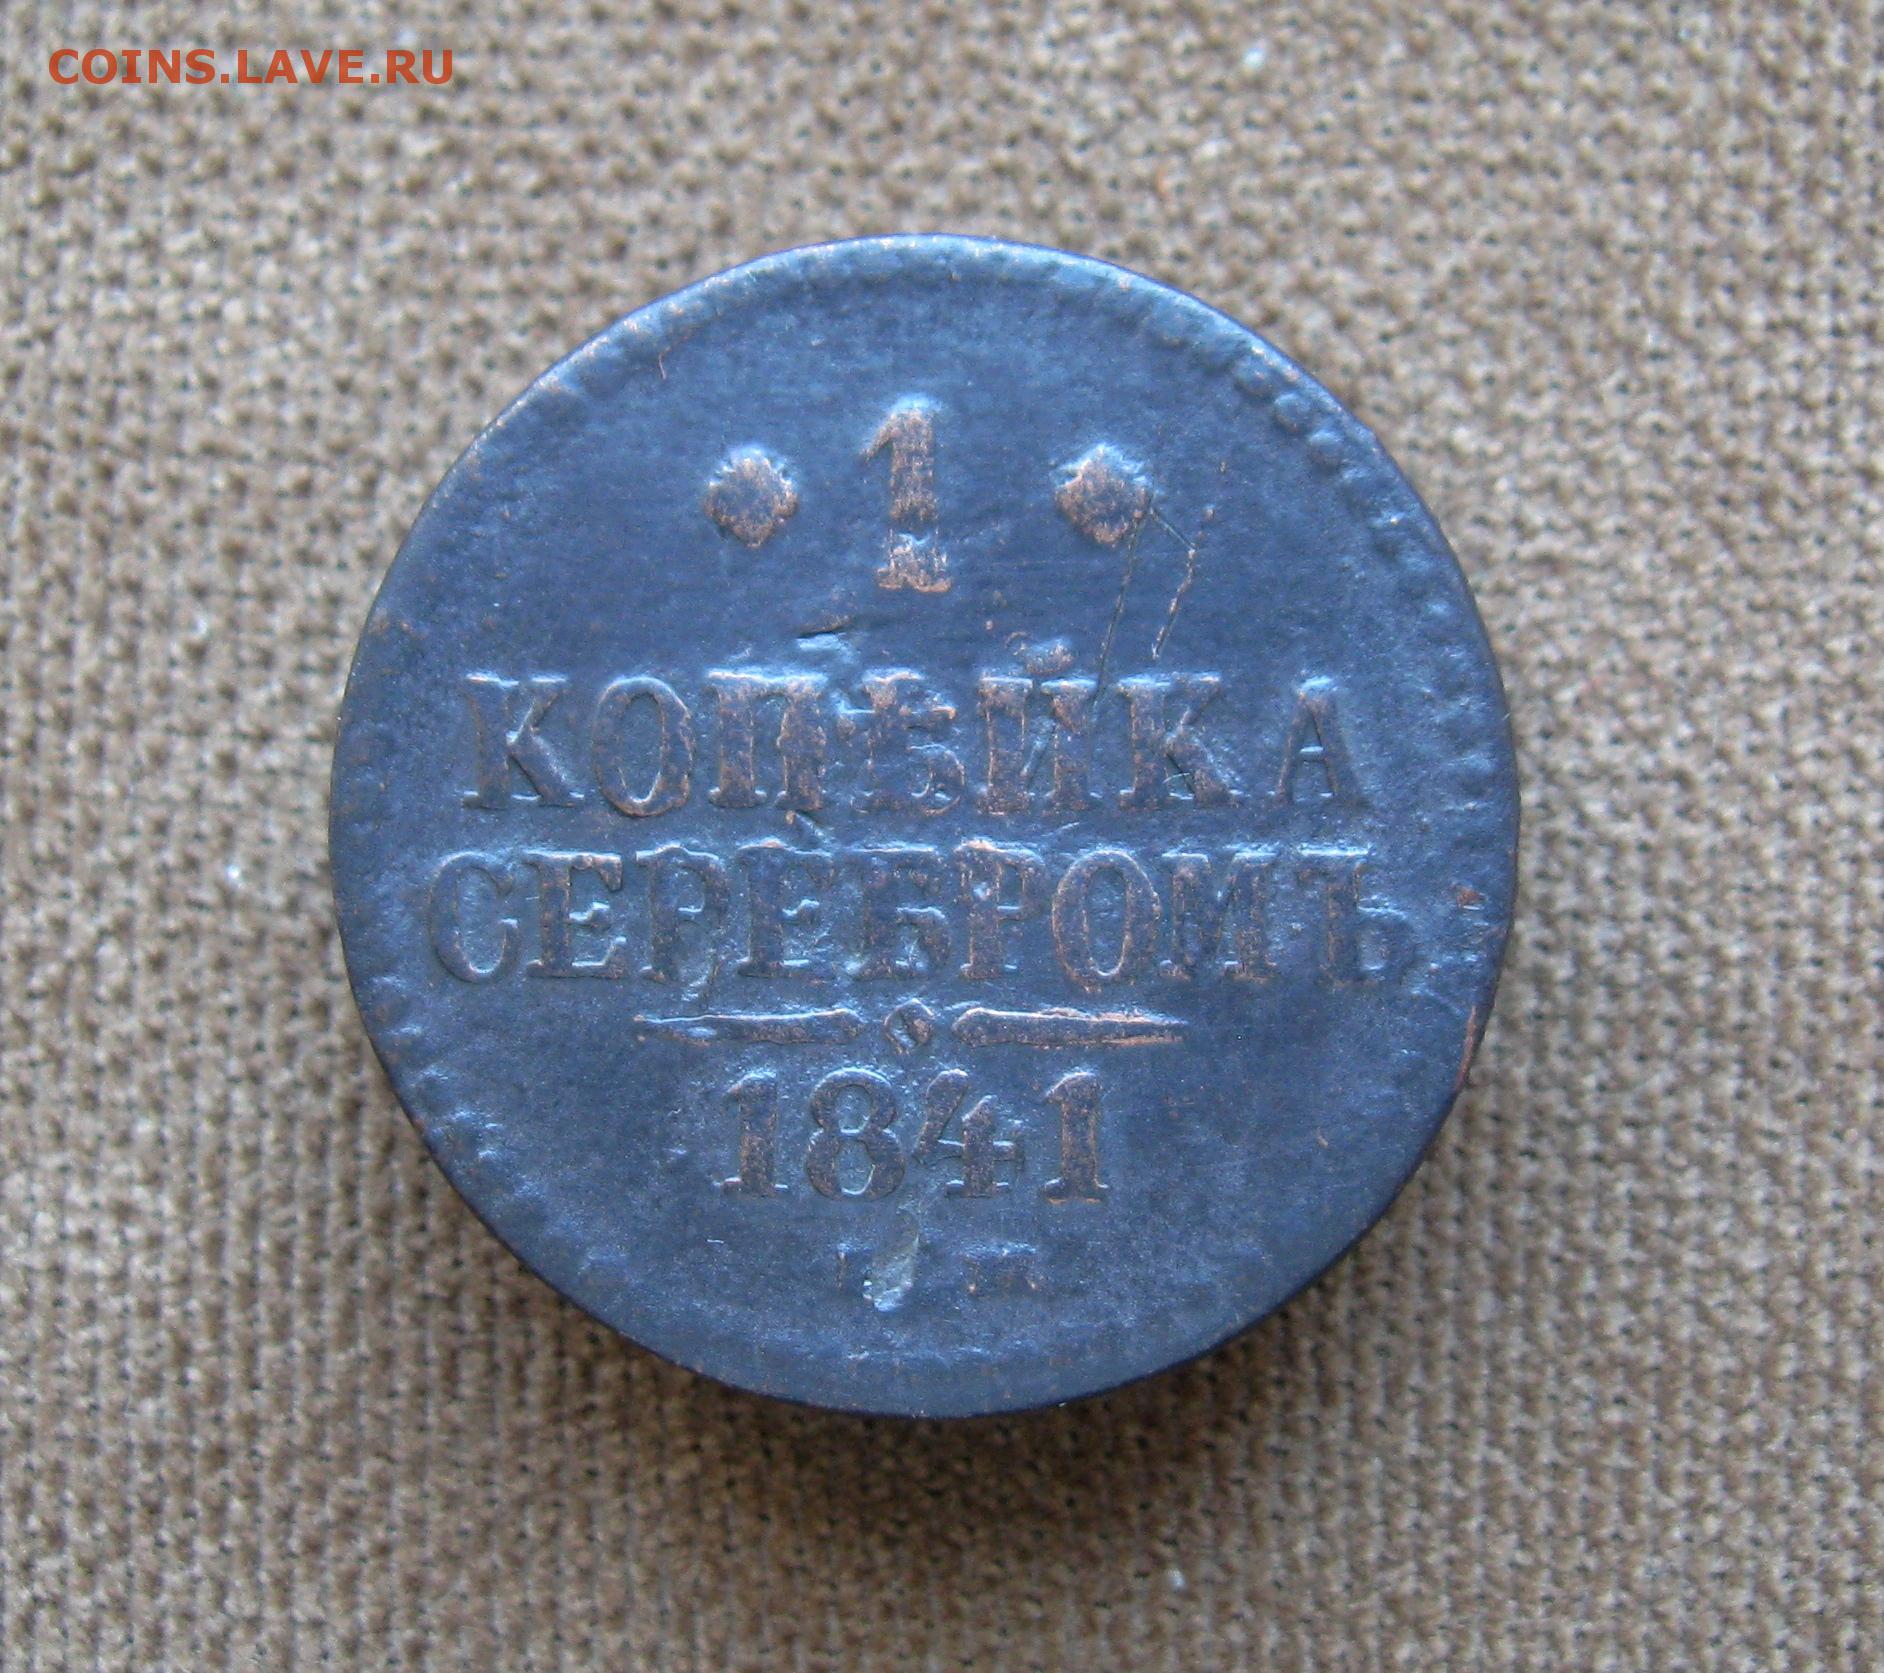 COINS.LAVE.RU
1
КОПѢЙКА
СЕРЕБРОМЪ
1841